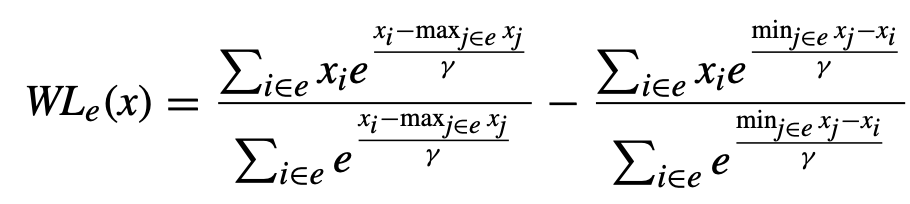 $WL_e(x) = \frac{\sum_{i \in e} x_i e^{\frac{x_i - \max_{j \in e} x_j}{\gamma}}}{\sum_{i \in e} e^{\frac{x_i - \max_{j \in e} x_j}{\gamma}}} - \frac{\sum_{i \in e} x_i e^{\frac{\min_{j \in e} x_j - x_i}{\gamma}}}{\sum_{i \in e} e^{\frac{\min_{j \in e} x_j - x_i}{\gamma}}}$